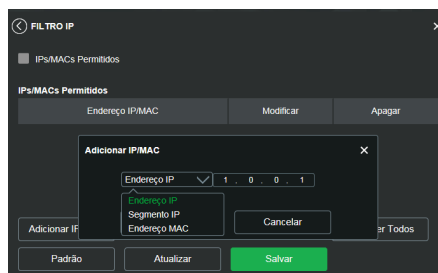 FILTRO IP
IPs/MACs Permitidos
IPs/MACs Permitidos
Endereço IP/MAC Modificar Apagar
Adicionar IP/MAC
Endereço IP 1 . 0 . 0 . 1
Endereço IP
Segmento IP
Endereço MAC
Cancelar
Adicionar IP
er Todos
Padrão Atualizar Salvar